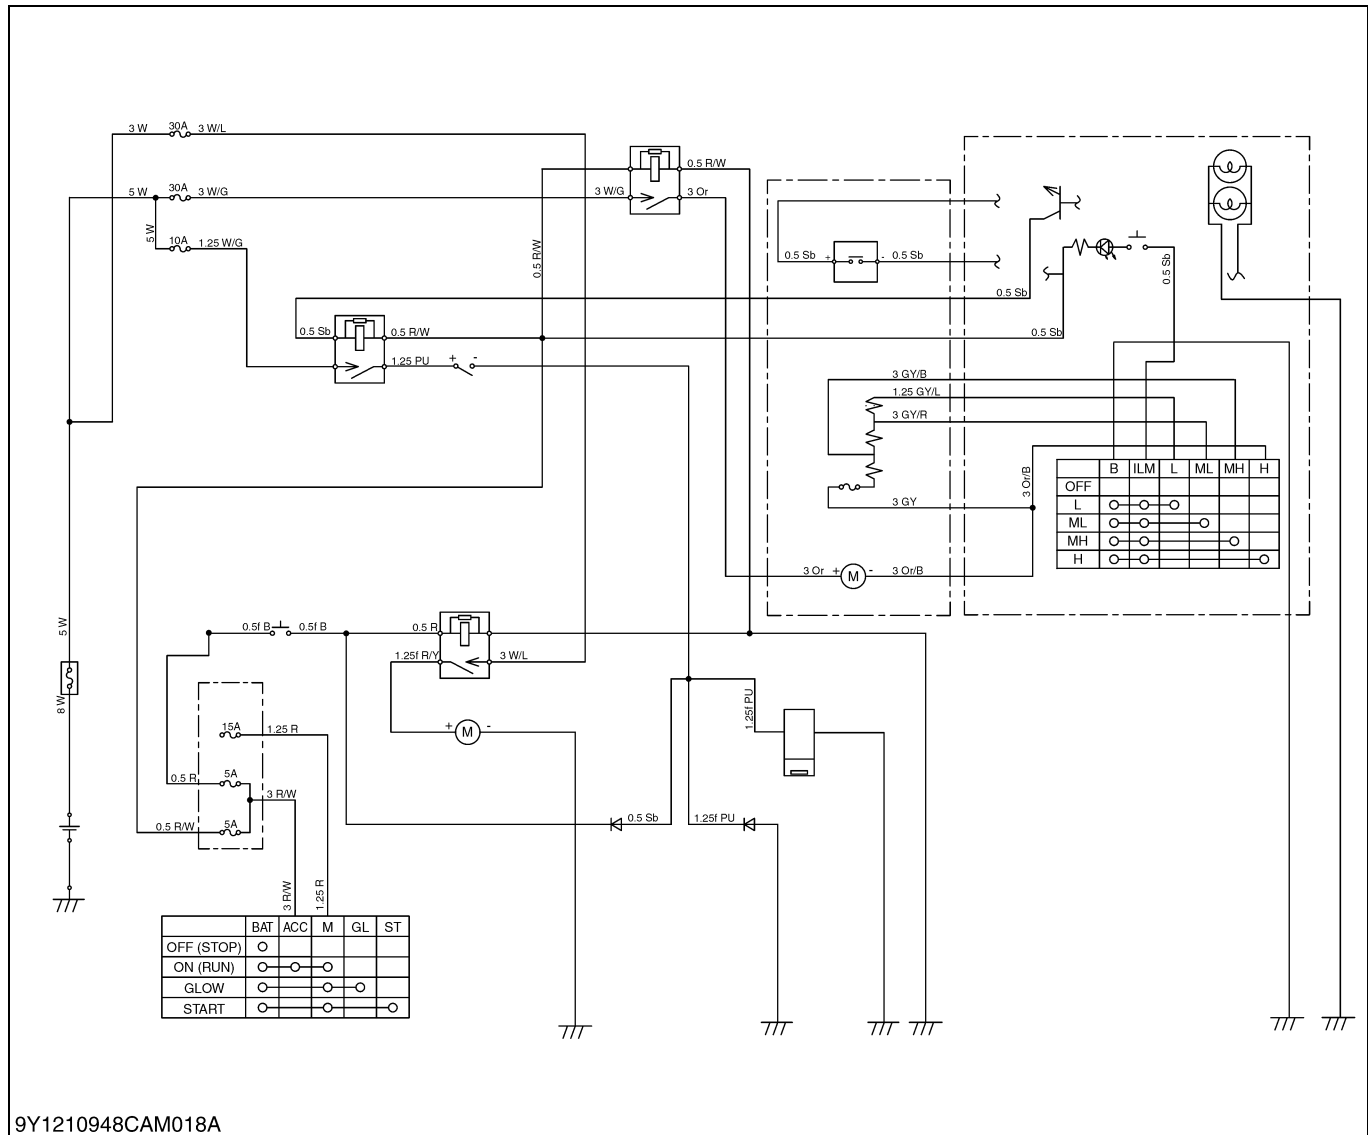 3 W 30A 3 W/L
0.5 R/W
5 W 30A 3 W/G
3 W/G 3 Or
5 W
10A 1.25 W/G
0.5 R/W
0.5 Sb + - 0.5 Sb
0.5 Sb
0.5 Sb
0.5 Sb 0.5 R/W
0.5 Sb
1.25 PU + -
3 GY/B
1.25 GY/L
3 GY/R
3 Or/B
B ILM L ML MH H
OFF
L
ML
MH
H
3 GY
3 Or + M - 3 Or/B
5 W
8 W
0.5f B 0.5f B
0.5 R
1.25f R/Y 3 W/L
+ M -
1.25f PU
15A 1.25 R
0.5 R 5A
3 R/W
0.5 R/W 5A
0.5 Sb 1.25f PU
3 R/W
1.25 R
BAT ACC M GL ST
OFF (STOP)
ON (RUN)
GLOW
START
9Y1210948CAM018A